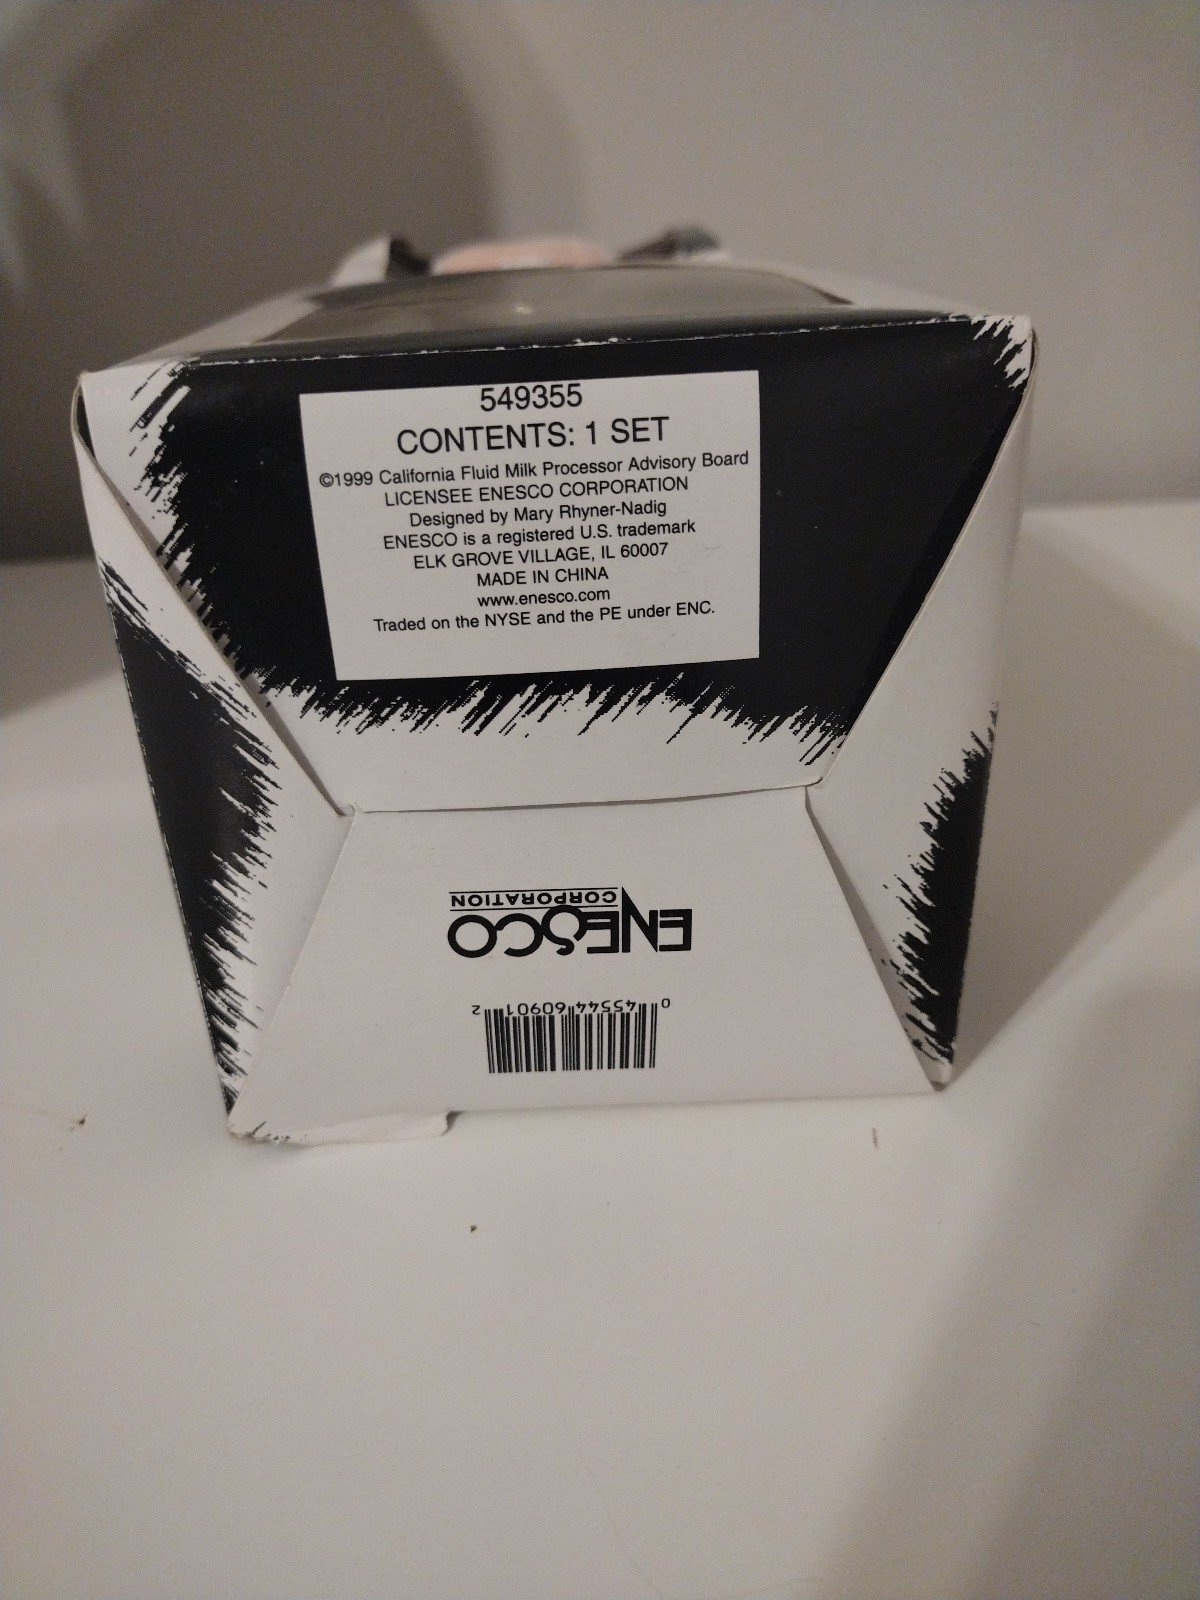 549355
CONTENTS: 1 SET
©1999 California Fluid Milk Processor Advisory Board
LICENSEE ENESCO CORPORATION
Designed by Mary Rhyner-Nadig
ENESCO is a registered U.S. trademark
ELK GROVE VILLAGE, IL 60007
MADE IN CHINA
www.enesco.com
Traded on the NYSE and the PE under ENC.
ENESCO
CORPORATION
0 45544 60901 2